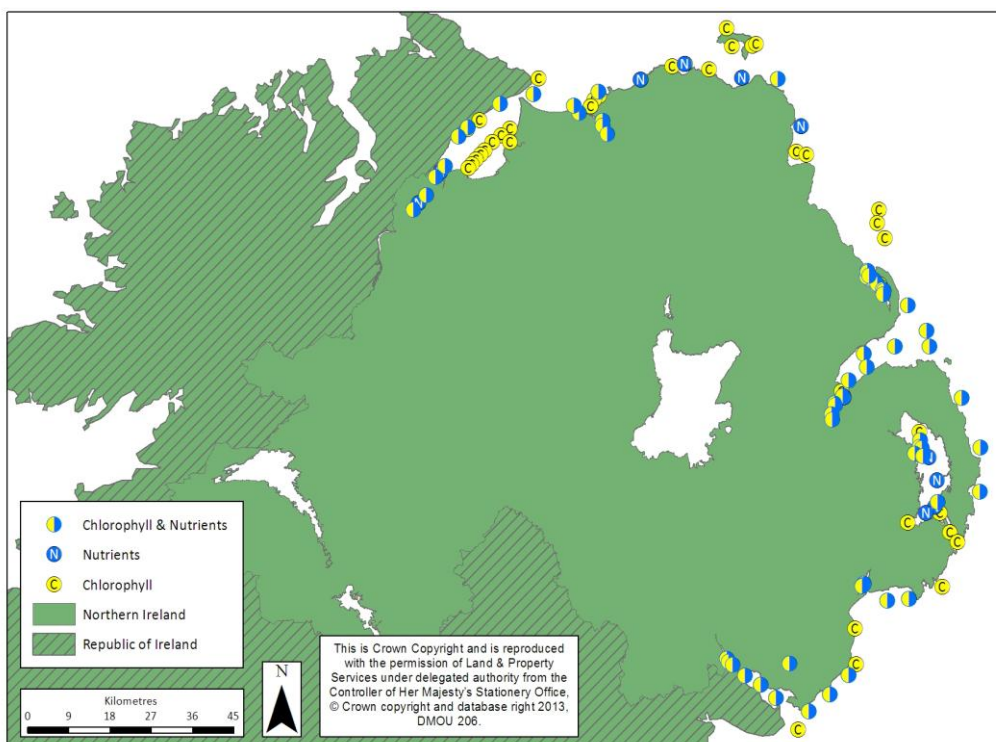 Chlorophyll & Nutrients
N Nutrients
C Chlorophyll
Northern Ireland
Republic of Ireland
Kilometres
0 9 18 27 36 45
N
This is Crown Copyright and is reproduced
with the permission of Land & Property
Services under delegated authority from the
Controller of Her Majesty's Stationery Office,
© Crown copyright and database right 2013,
DMOU 206.